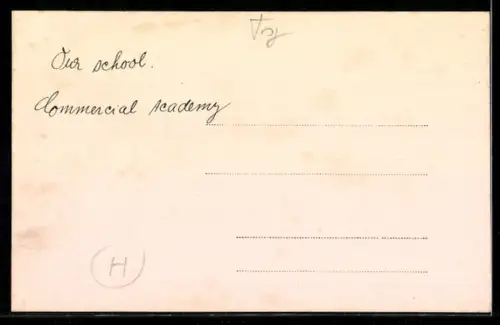 Our school.
Commercial Academy
H